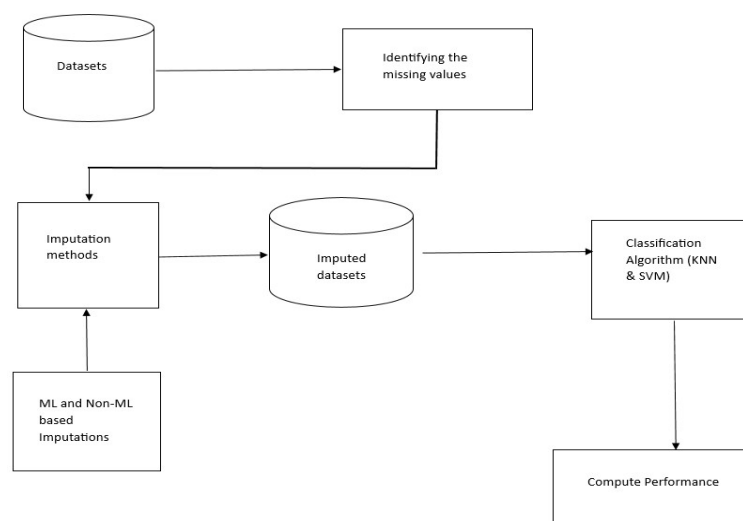 Datasets
Identifying the
missing values
Imputation
methods
Imputed
datasets
Classification
Algorithm (KNN
& SVM)
ML and Non-ML
based
Imputations
Compute Performance